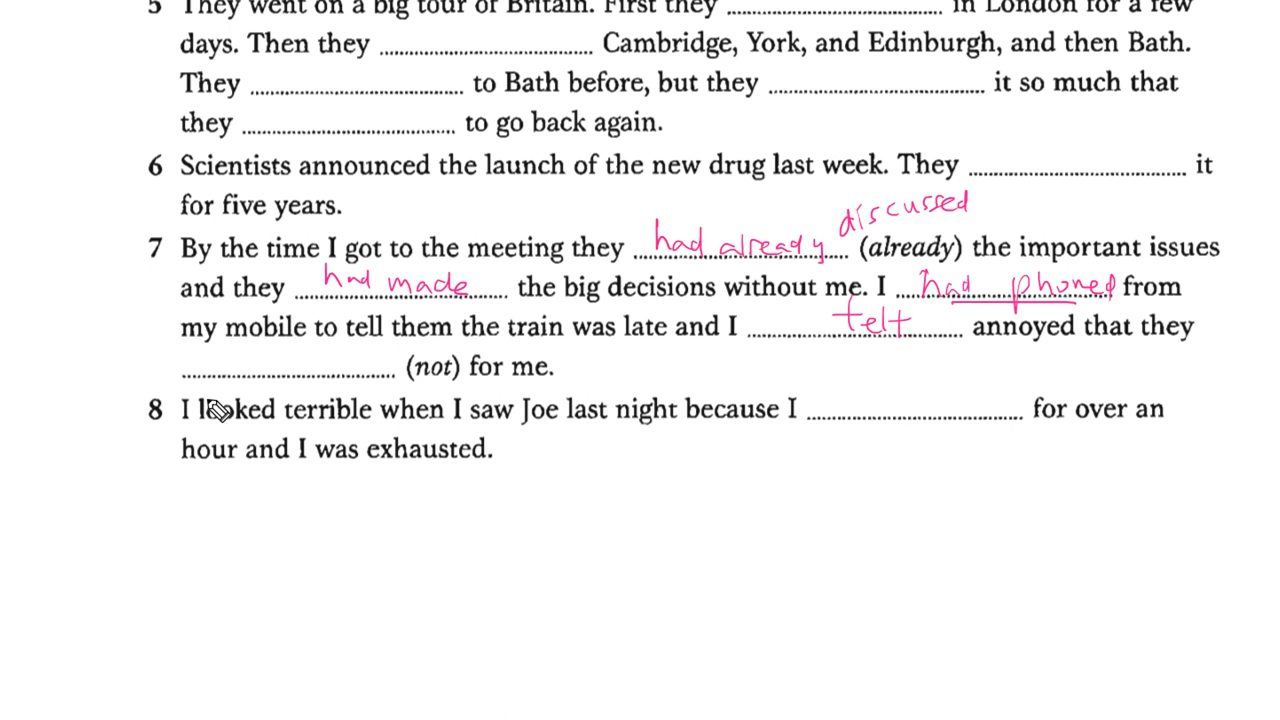 5 They went on a big tour of Britain. First they ........................................ in London for a few
days. Then they ........................................ Cambridge, York, and Edinburgh, and then Bath.
They ........................................ to Bath before, but they ........................................ it so much that
they ........................................ to go back again.
6 Scientists announced the launch of the new drug last week. They ........................................ it
for five years.
discussed
7 By the time I got to the meeting they had already (already) the important issues
and they had made the big decisions without me. I had phoned from
my mobile to tell them the train was late and I felt annoyed that they
........................................ (not) for me.
8 I looked terrible when I saw Joe last night because I ........................................ for over an
hour and I was exhausted.